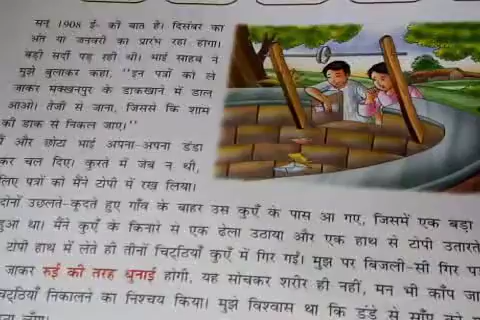 सन् 1908 ई॰ की बात है। दिसंबर का
अंत या जनवरी का प्रारंभ रहा होगा।
बड़ी सर्दी पड़ रही थी। भाई साहब ने
मुझे बुलाकर कहा, ''इन पत्रों को ले
जाकर मक्खनपुर के डाकखाने में डाल
आओ। तेजी से जाना, जिससे कि शाम
की डाक से निकल जाए।''
और छोटा भाई अपना-अपना डंडा
कर चल दिए। कुरते में जेब न थी,
लिए पत्रों को मैंने टोपी में रख लिया।
दोनों उछलते-कूदते हुए गाँव के बाहर उस कुएँ के पास आ गए, जिसमें एक बड़ा
हुआ था। मैंने कुएँ के किनारे से एक ढेला उठाया और एक हाथ से टोपी उतारते
टोपी हाथ में लेते ही तीनों चिट्ठियाँ कुएँ में गिर गईं। मुझ पर बिजली-सी गिर
जाकर रुई की तरह धुनाई होगी, यह सोचकर शरीर ही नहीं, मन भी काँप
चिट्ठियाँ निकालने का निश्चय किया। मुझे विश्वास था कि डंडे से साँप को